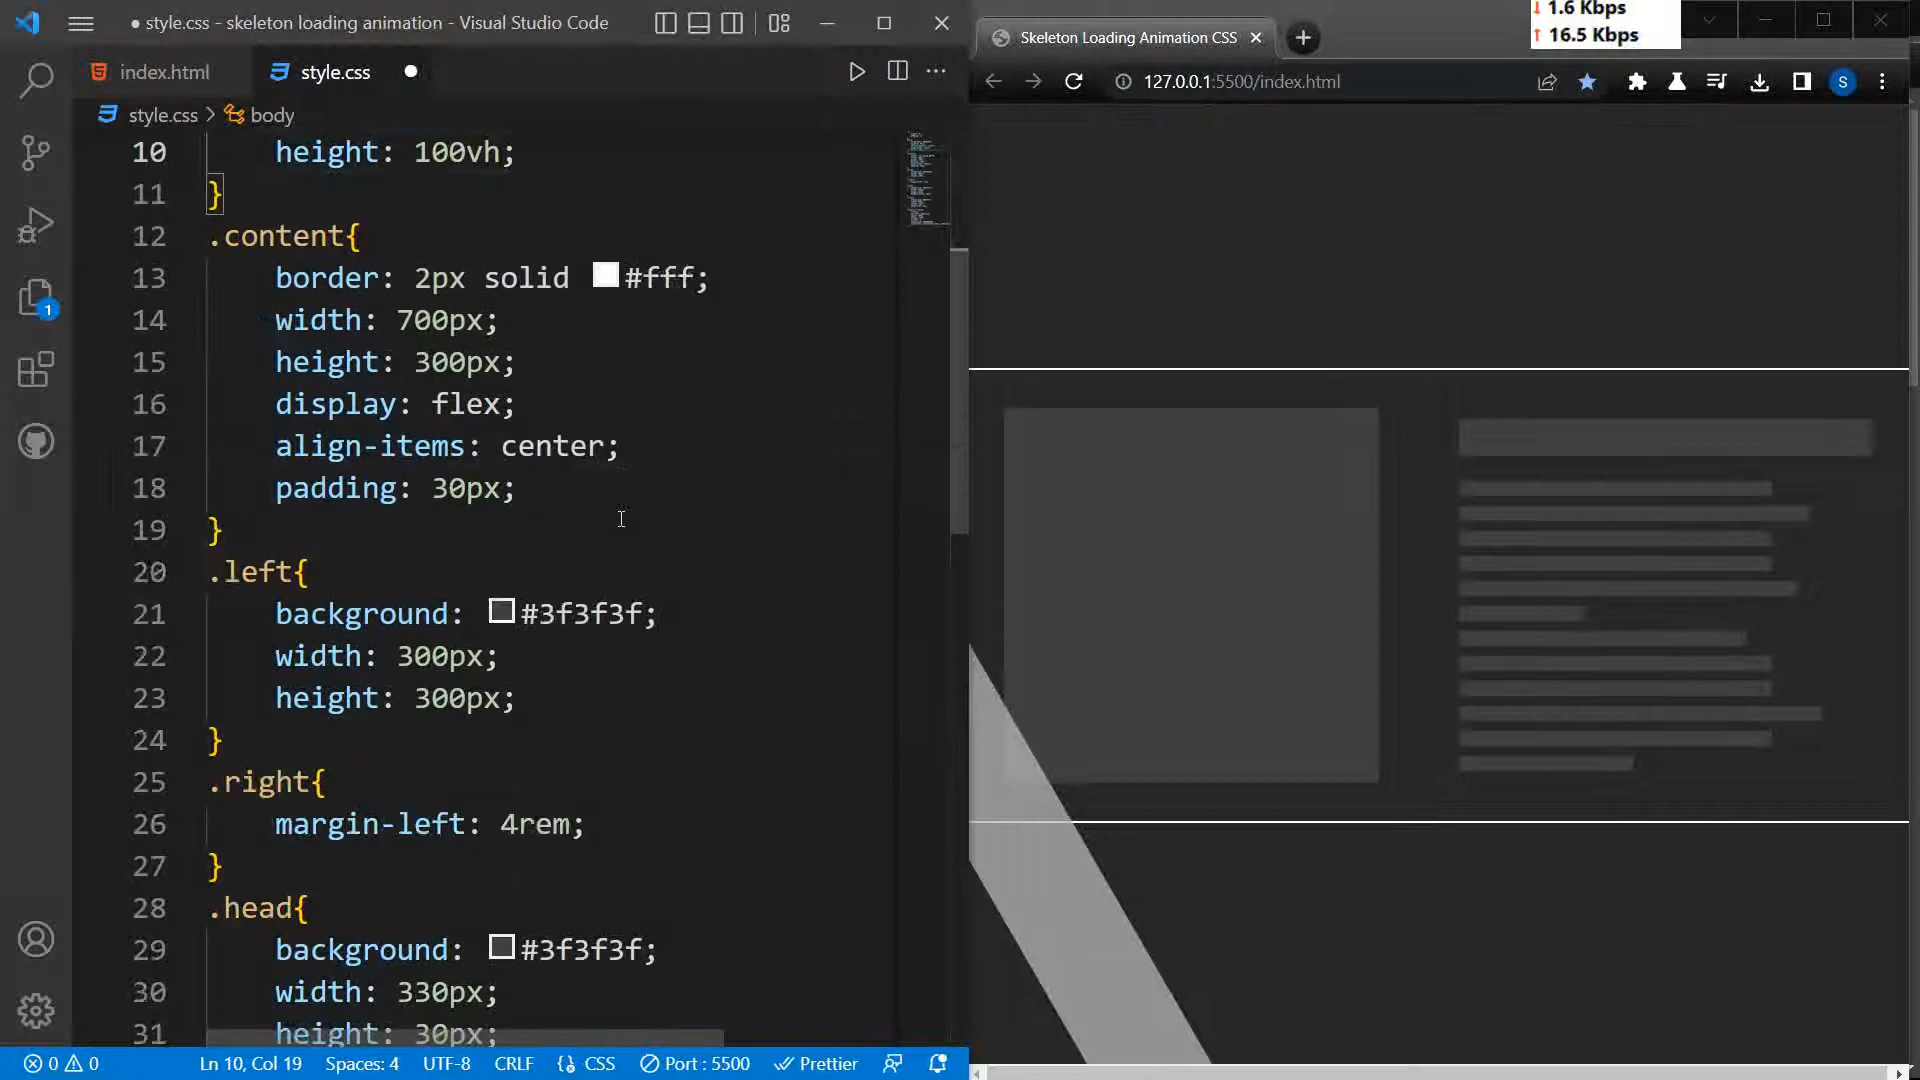 style.css - skeleton loading animation - Visual Studio Code
index.html
style.css
style.css > body
10 height: 100vh;
11 }
12 .content{
13 border: 2px solid #fff;
14 width: 700px;
15 height: 300px;
16 display: flex;
17 align-items: center;
18 padding: 30px;
19 }
20 .left{
21 background: #3f3f3f;
22 width: 300px;
23 height: 300px;
24 }
25 .right{
26 margin-left: 4rem;
27 }
28 .head{
29 background: #3f3f3f;
30 width: 330px;
31 height: 30px;
1
0 0
Ln 10, Col 19
Spaces: 4
UTF-8
CRLF
{} CSS
Port : 5500
Prettier
Skeleton Loading Animation CSS
1.6 Kbps
16.5 Kbps
127.0.0.1:5500/index.html
S